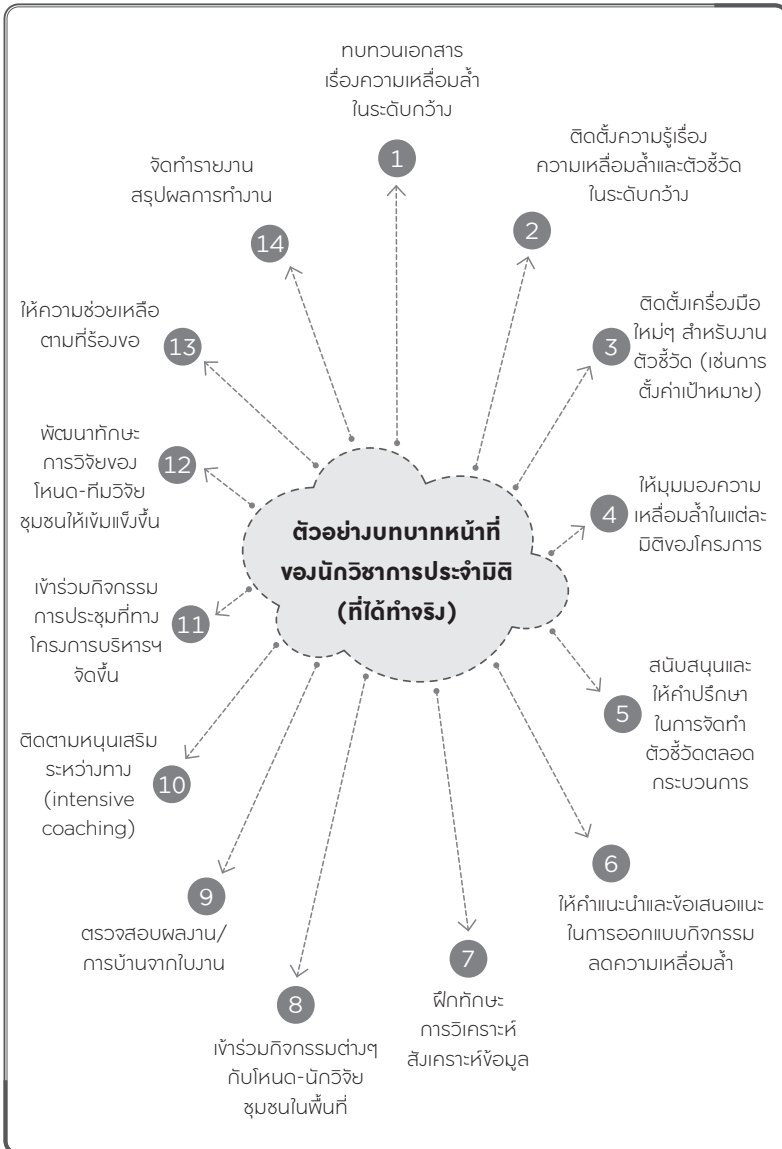 ทบทวนเอกสาร
เรื่องความเหลื่อมล้ำ
ในระดับกว้าง
1
ติดตั้งความรู้เรื่อง
ความเหลื่อมล้ำและตัวชี้วัด
ในระดับกว้าง
2
ติดตั้งเครื่องมือ
ใหม่ๆ สำหรับงาน
ตัวชี้วัด (เช่นการ
ตั้งค่าเป้าหมาย)
3
ให้มุมมองความ
เหลื่อมล้ำในแต่ละ
มิติของโครงการ
4
สนับสนุนและ
ให้คำปรึกษา
ในการจัดทำ
ตัวชี้วัดตลอด
กระบวนการ
5
6
ให้คำแนะนำและข้อเสนอแนะ
ในการออกแบบกิจกรรม
ลดความเหลื่อมล้ำ
7
ฝึกทักษะ
การวิเคราะห์
สังเคราะห์ข้อมูล
8
เข้าร่วมกิจกรรมต่างๆ
กับโหนด-นักวิจัย
ชุมชนในพื้นที่
9
ตรวจสอบผลงาน/
การบ้านจากใบงาน
10
ติดตามหนุนเสริม
ระหว่างทาง
(intensive
coaching)
11
เข้าร่วมกิจกรรม
การประชุมที่ทาง
โครงการบริหารฯ
จัดขึ้น
12
พัฒนาทักษะ
การวิจัยของ
โหนด-ทีมวิจัย
ชุมชนให้เข้มแข็งขึ้น
13
ให้ความช่วยเหลือ
ตามที่ร้องขอ
14
จัดทำรายงาน
สรุปผลการทำงาน
ตัวอย่างบทบาทหน้าที่
ของนักวิชาการประจำมิติ
(ที่ได้ทำจริง)